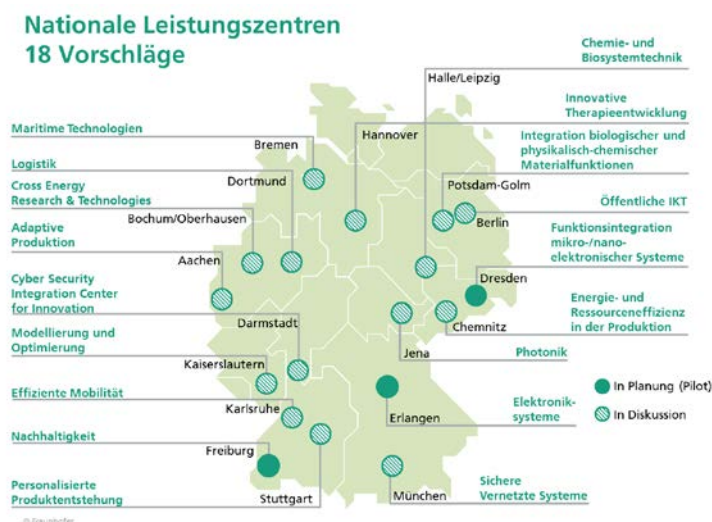 Nationale Leistungszentren
18 Vorschläge
Maritime Technologien
Bremen
Logistik
Dortmund
Cross Energy
Research & Technologies
Bochum/Oberhausen
Adaptive
Produktion
Aachen
Cyber Security
Integration Center
for Innovation
Darmstadt
Modellierung und
Optimierung
Kaiserslautern
Effiziente Mobilität
Karlsruhe
Nachhaltigkeit
Freiburg
Personalisierte
Produktentstehung
Stuttgart
Chemie- und
Biosystemtechnik
Halle/Leipzig
Innovative
Therapieentwicklung
Hannover
Integration biologischer und
physikalisch-chemischer
Materialfunktionen
Potsdam-Golm
Öffentliche IKT
Berlin
Funktionsintegration
mikro-/nano-
elektronischer Systeme
Dresden
Energie- und
Ressourceneffizienz
in der Produktion
Chemnitz
Photonik
Jena
In Planung (Pilot)
In Diskussion
Elektronik-
systeme
Erlangen
Sichere
Vernetzte Systeme
München
© Fraunhofer